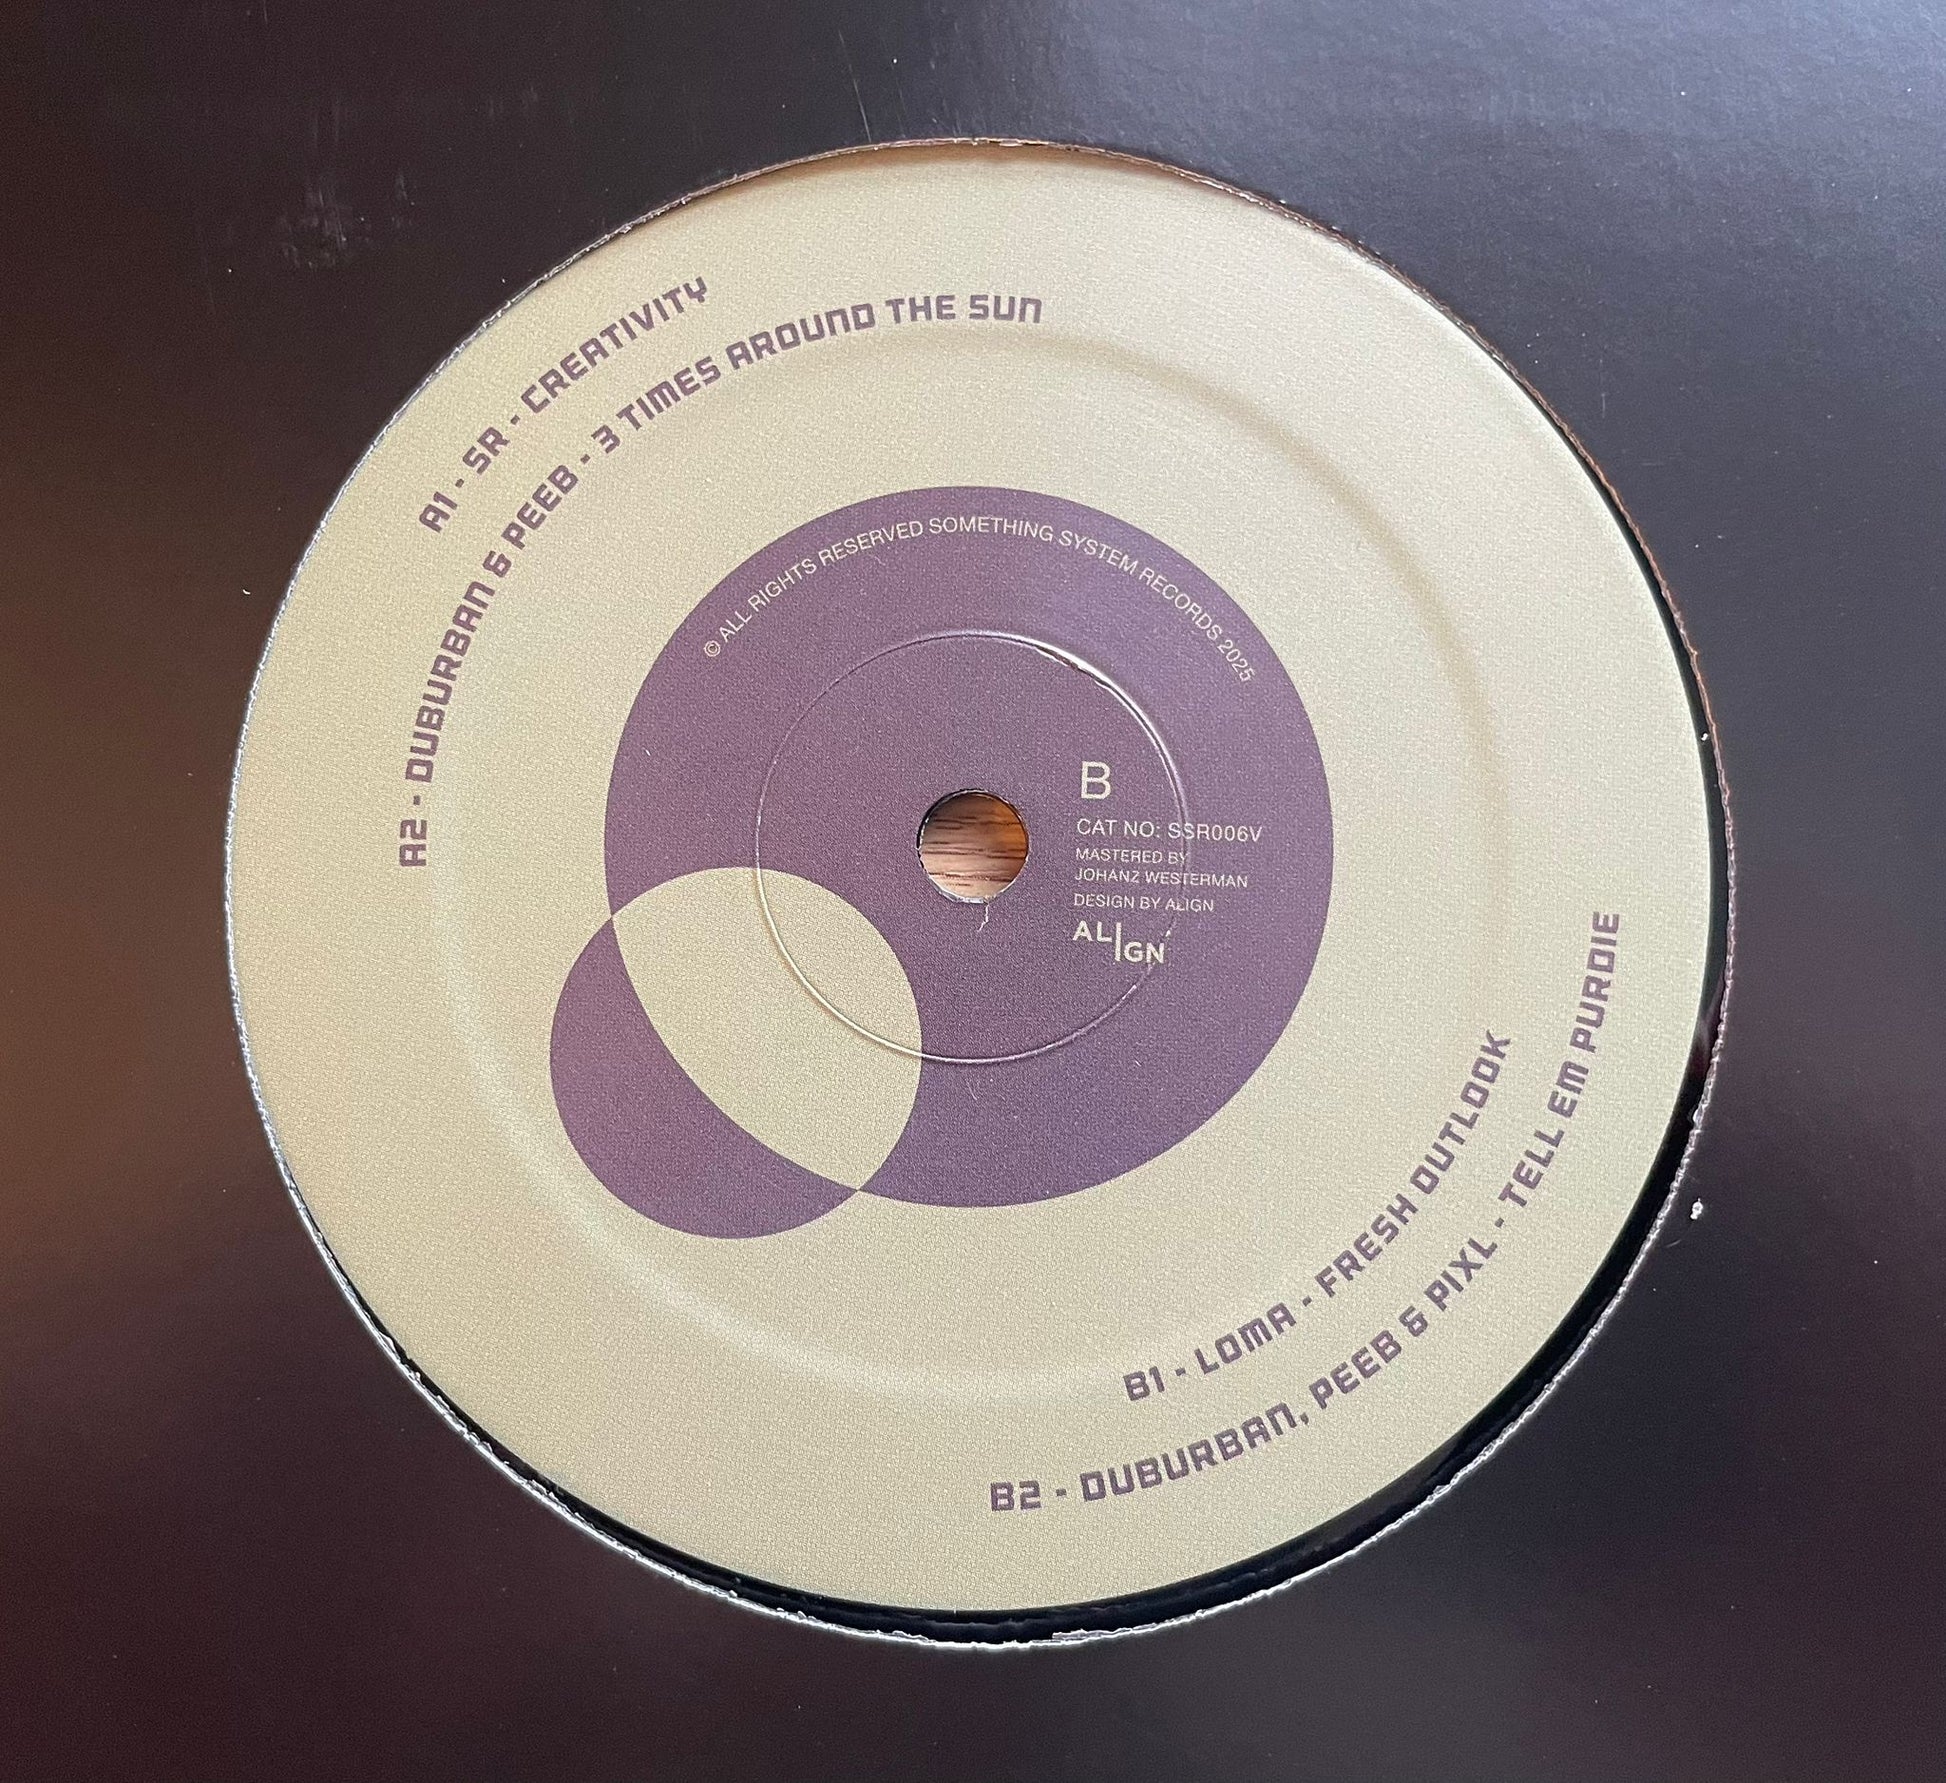 A1 - SR - CREATIVITY
A2 - DUBURBAN & PEEB - 3 TIMES AROUND THE SUN
© ALL RIGHTS RESERVED SOMETHING SYSTEM RECORDS 2025
B
CAT NO: SSR006V
MASTERED BY
JOHANZ WESTERMAN
DESIGN BY ALIGN
ALIGN
B1 - LOMA - FRESH OUTLOOK
B2 - DUBURBAN, PEEB & PIXL - TELL EM PURDIE